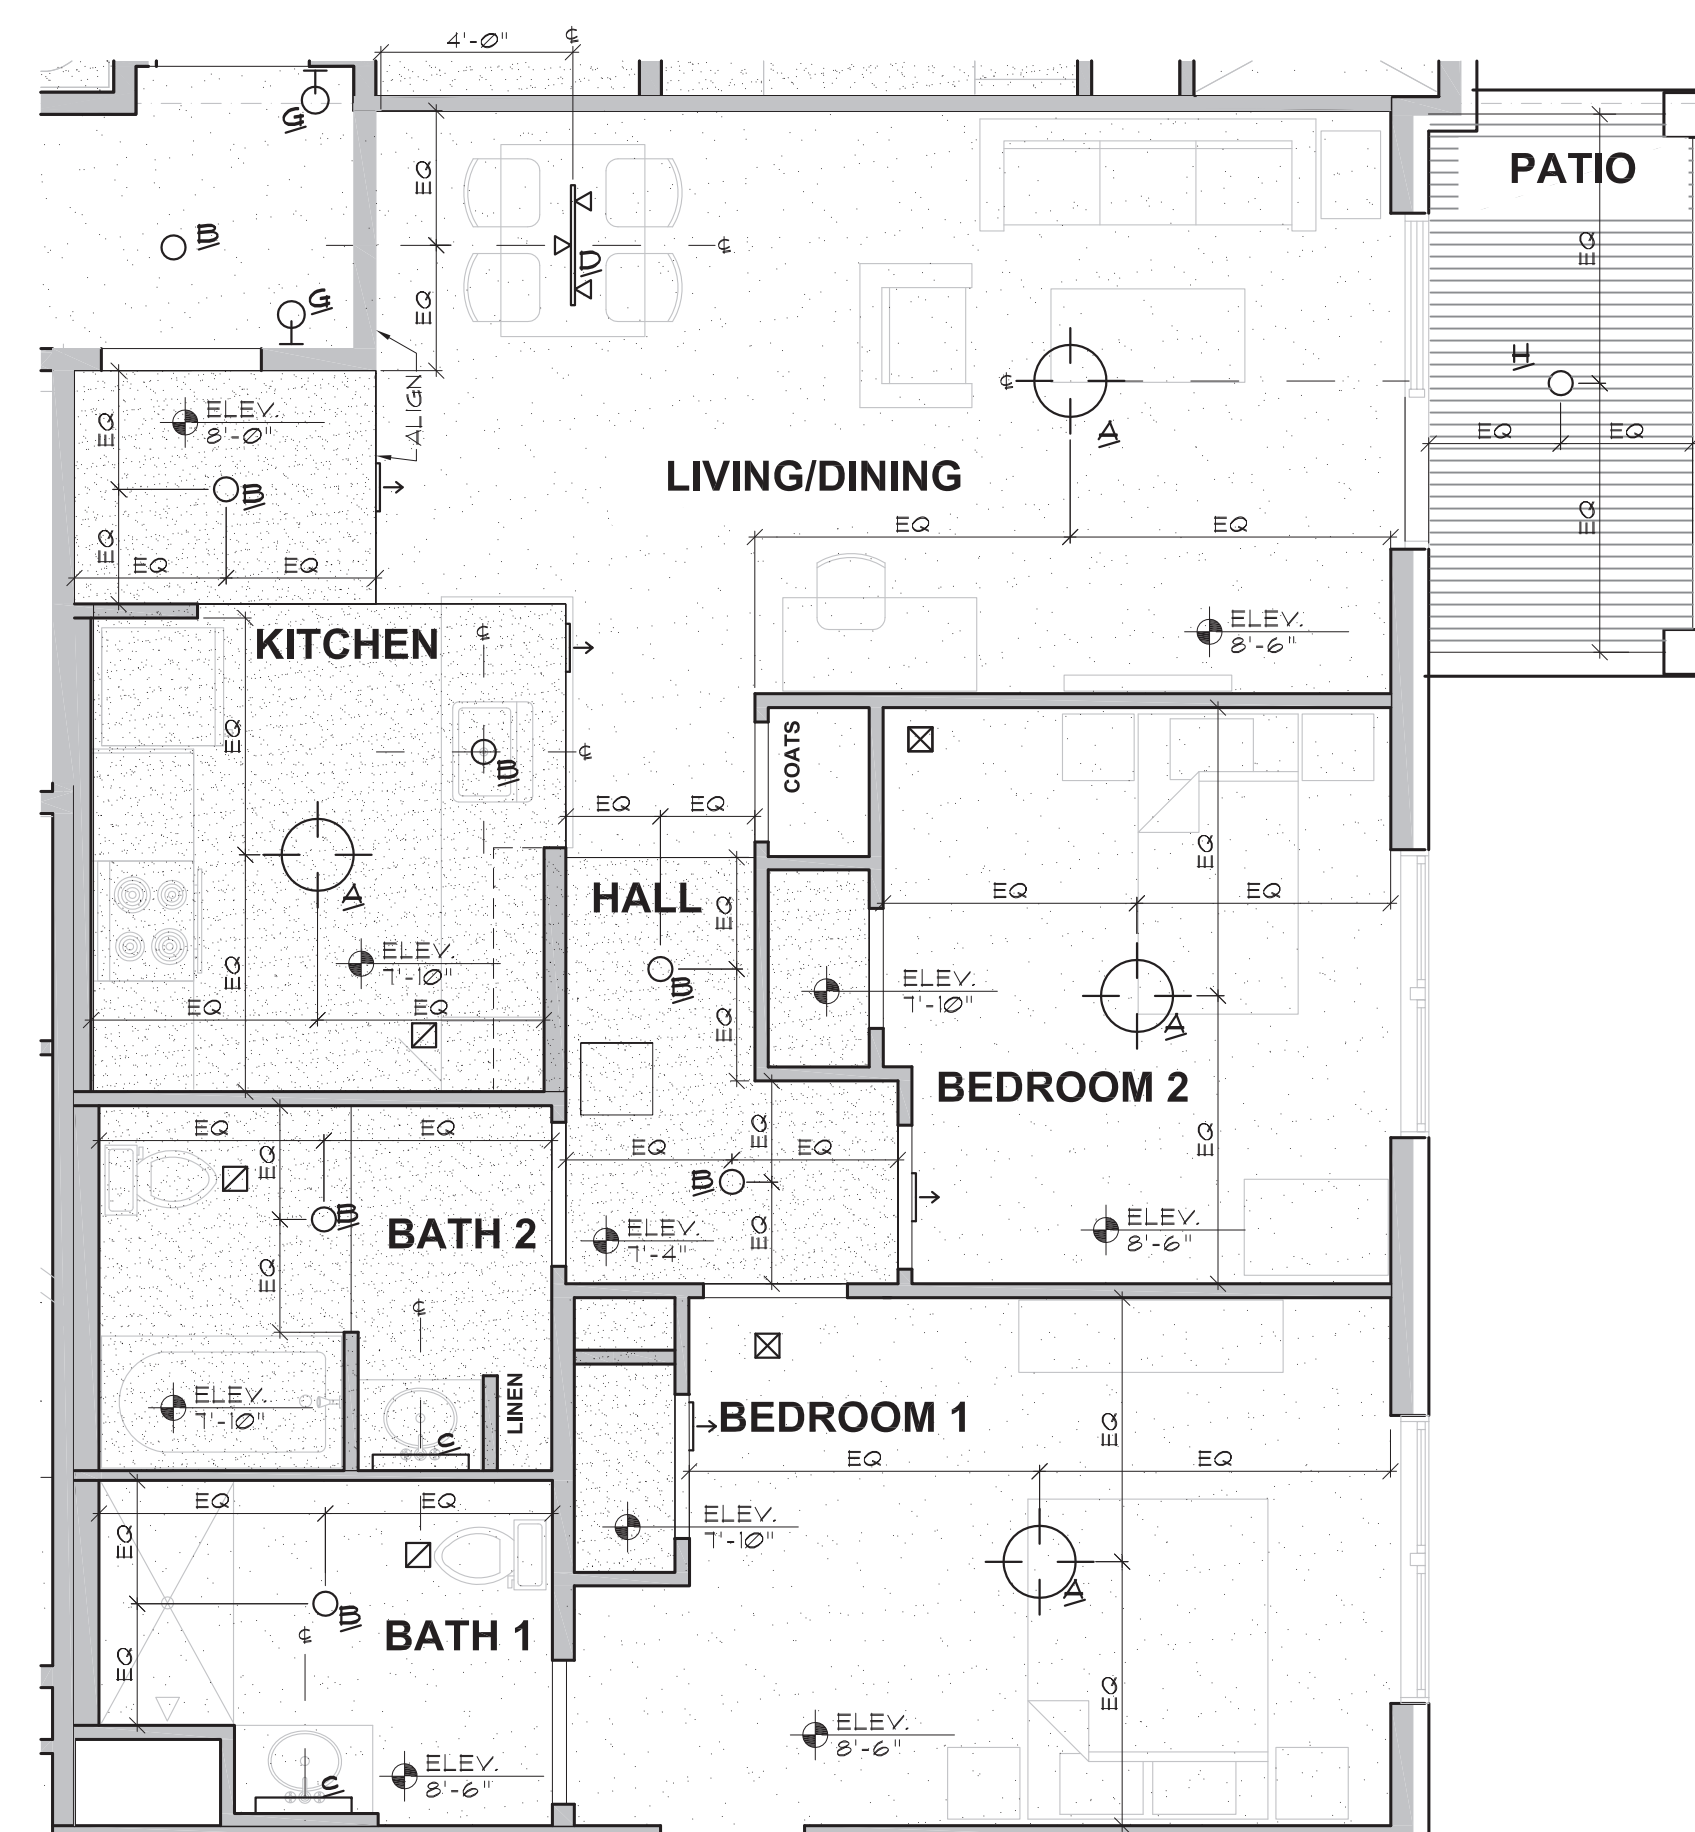 4'-0" ℄
G
EQ
PATIO
B
D
℄
EQ
G
EQ
H
℄
ALIGN
ELEV.
8'-0"
EQ
A
EQ
EQ
LIVING/DINING
B
EQ
EQ
EQ
EQ
EQ
EQ
ELEV.
8'-6"
KITCHEN
℄
EQ
℄
B
COATS
EQ
EQ
EQ
A
HALL
EQ
EQ
EQ
ELEV.
7'-10"
EQ
B
ELEV.
7'-10"
EQ
EQ
EQ
A
BEDROOM 2
EQ
EQ
EQ
EQ
EQ
EQ
EQ
B
B
BATH 2
ELEV.
7'-4"
EQ
ELEV.
8'-6"
EQ
℄
ELEV.
7'-10"
LINEN
C
BEDROOM 1
EQ
EQ
EQ
EQ
EQ
EQ
ELEV.
7'-10"
B
A
℄
BATH 1
EQ
EQ
ELEV.
8'-6"
ELEV.
8'-6"
C